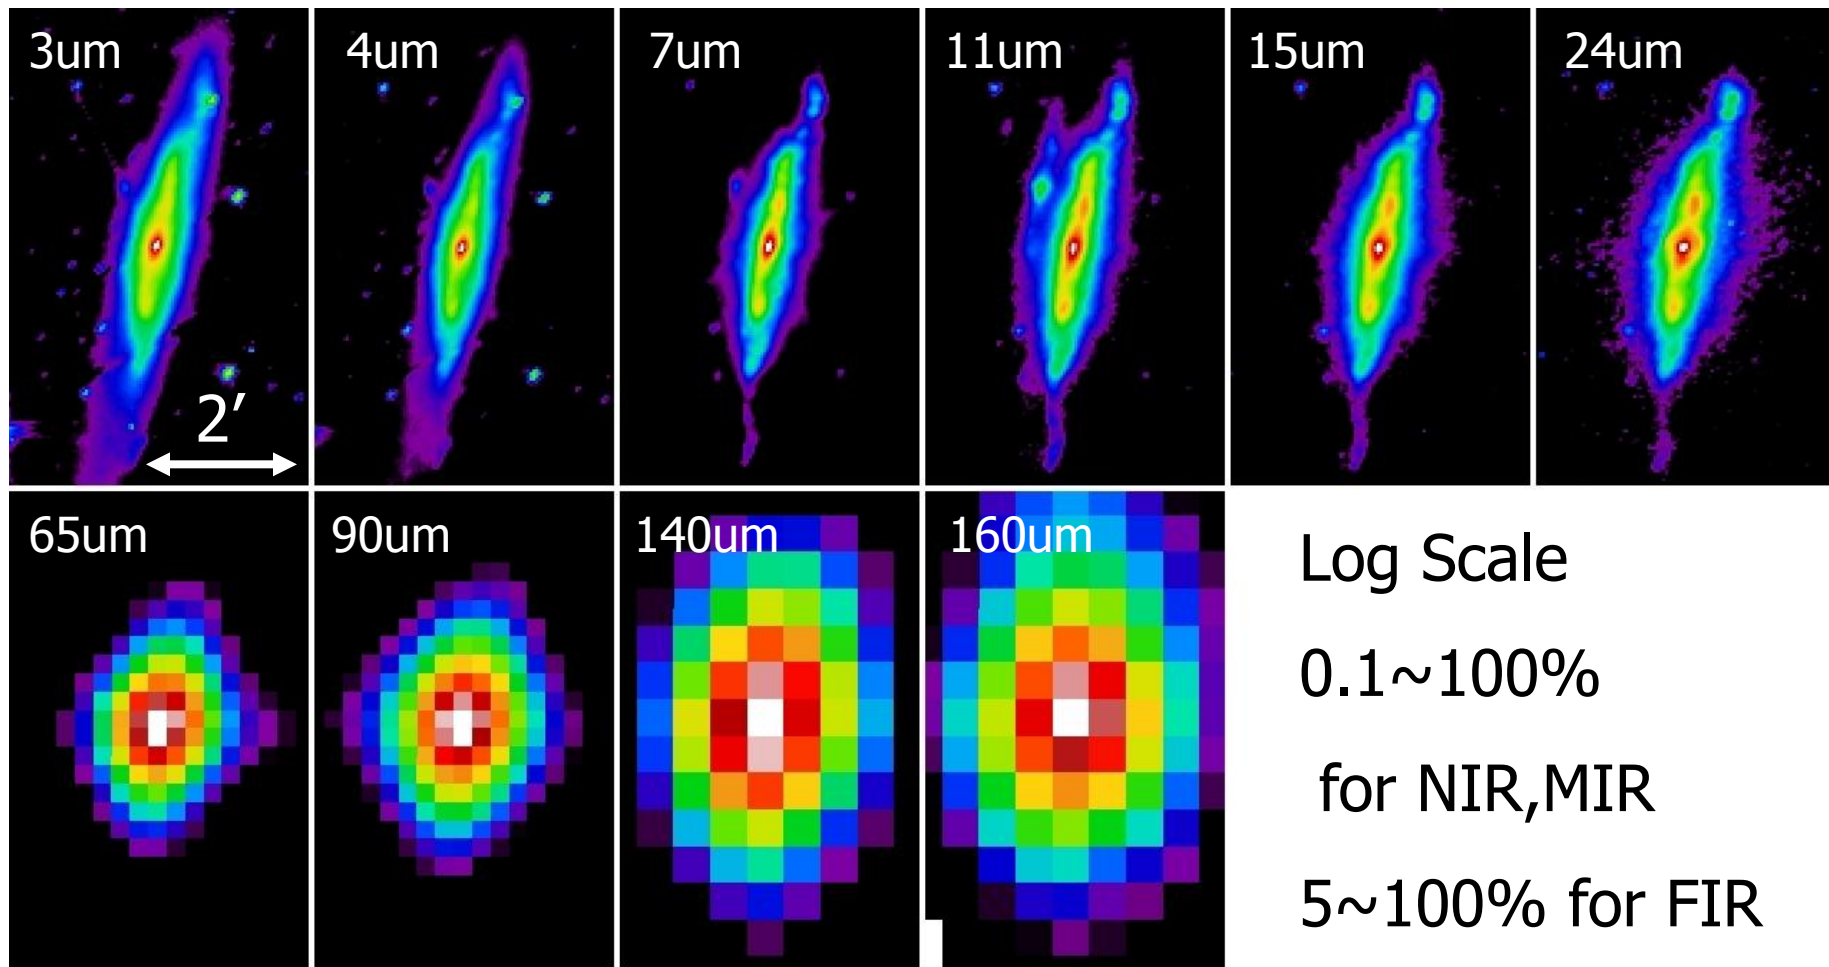 3um
4um
7um
11um
15um
24um
2′
65um
90um
140um
160um
Log Scale
0.1~100%
for NIR,MIR
5~100% for FIR